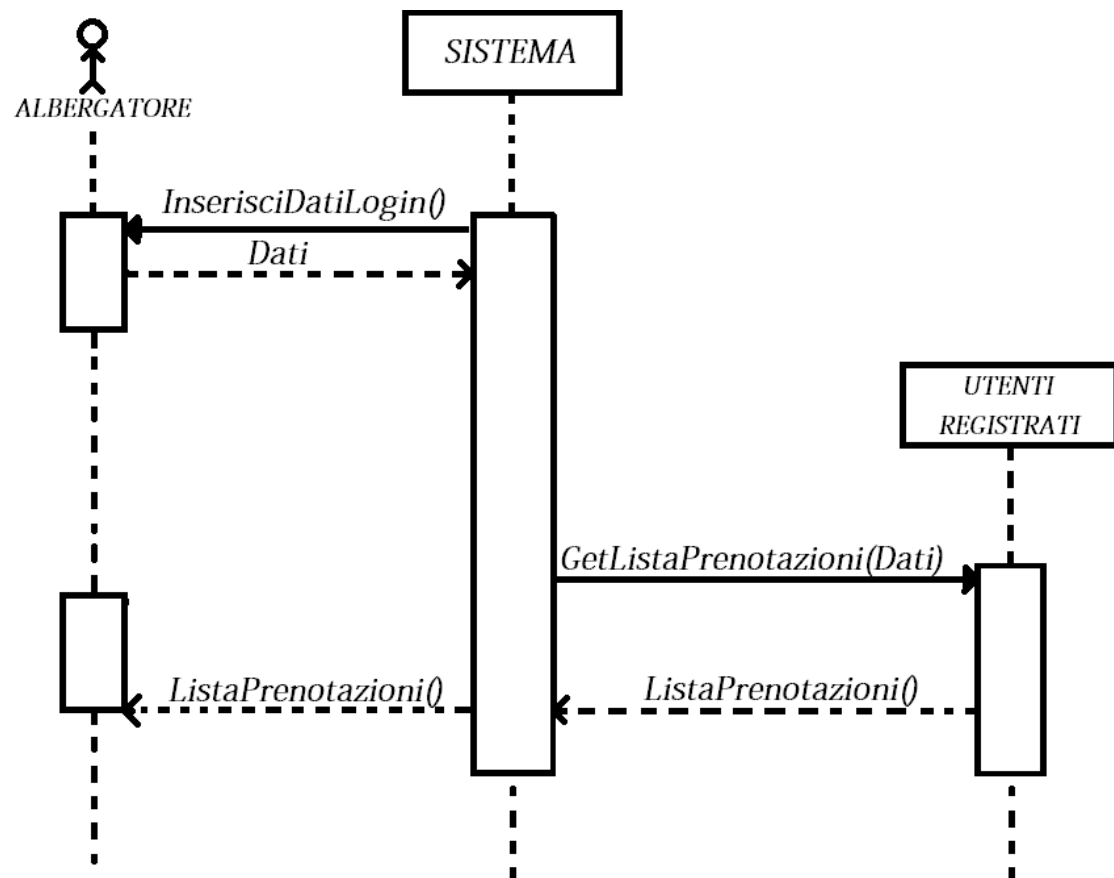 SISTEMA
ALBERGATORE
InserisciDatiLogin()
Dati
UTENTI
REGISTRATI
GetListaPrenotazioni(Dati)
ListaPrenotazioni()
ListaPrenotazioni()